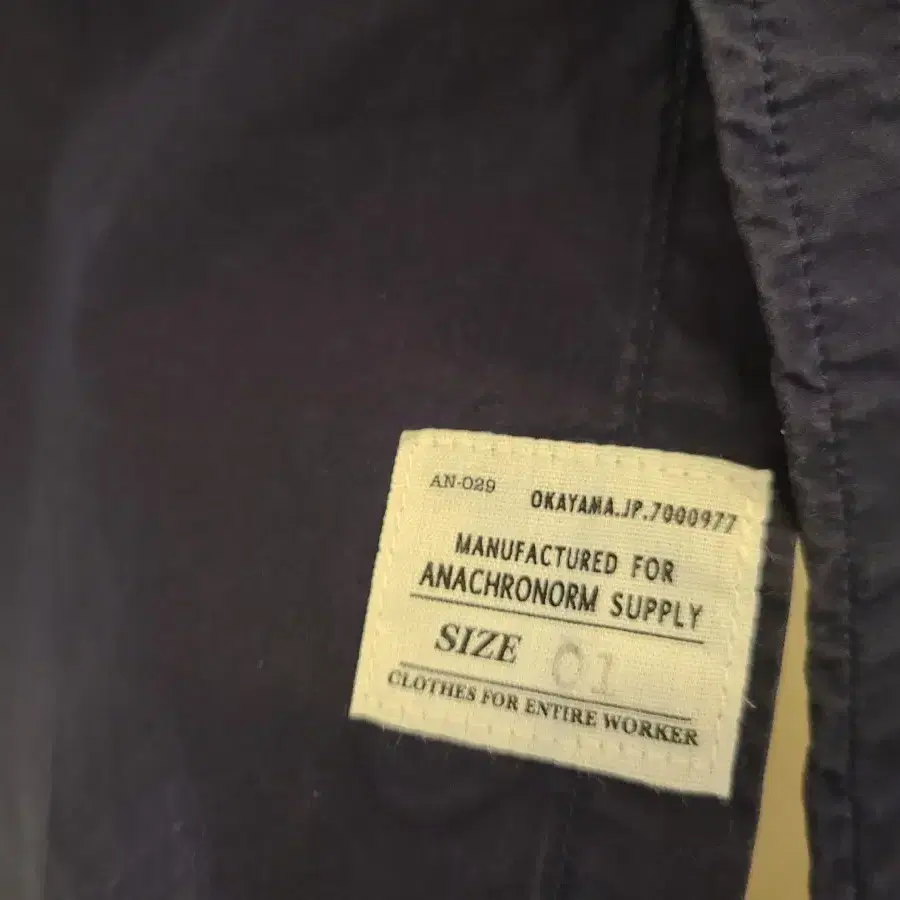 AN-029 OKAYAMA.JP.7000977
MANUFACTURED FOR
ANACHRONORM SUPPLY
SIZE 01
CLOTHES FOR ENTIRE WORKER